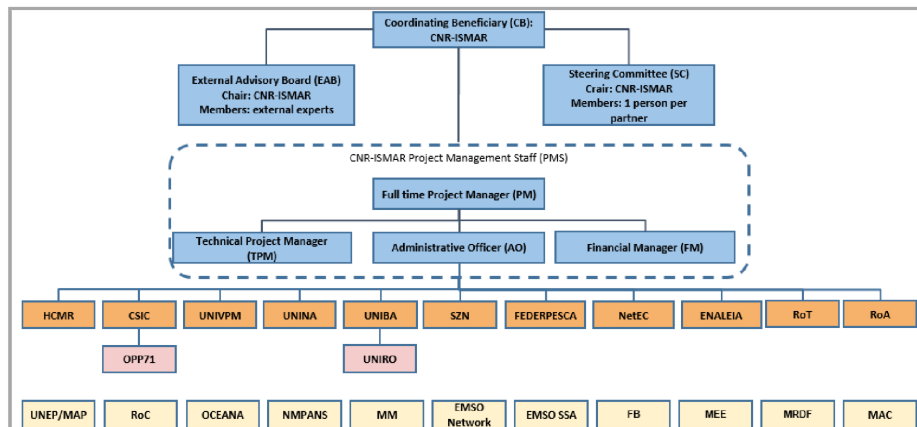 Coordinating Beneficiary (CB):
CNR-ISMAR
External Advisory Board (EAB)
Chair: CNR-ISMAR
Members: external experts
Steering Committee (SC)
Crair: CNR-ISMAR
Members: 1 person per
partner
CNR-ISMAR Project Management Staff (PMS)
Full time Project Manager (PM)
Technical Project Manager
(TPM)
Administrative Officer (AO)
Financial Manager (FM)
HCMR
CSIC
UNIVPM
UNINA
UNIBA
SZN
FEDERPESCA
NetEC
ENALEIA
RoT
RoA
OPP71
UNIRO
UNEP/MAP
RoC
OCEANA
NMPANS
MM
EMSO
Network
EMSO SSA
FB
MEE
MRDF
MAC